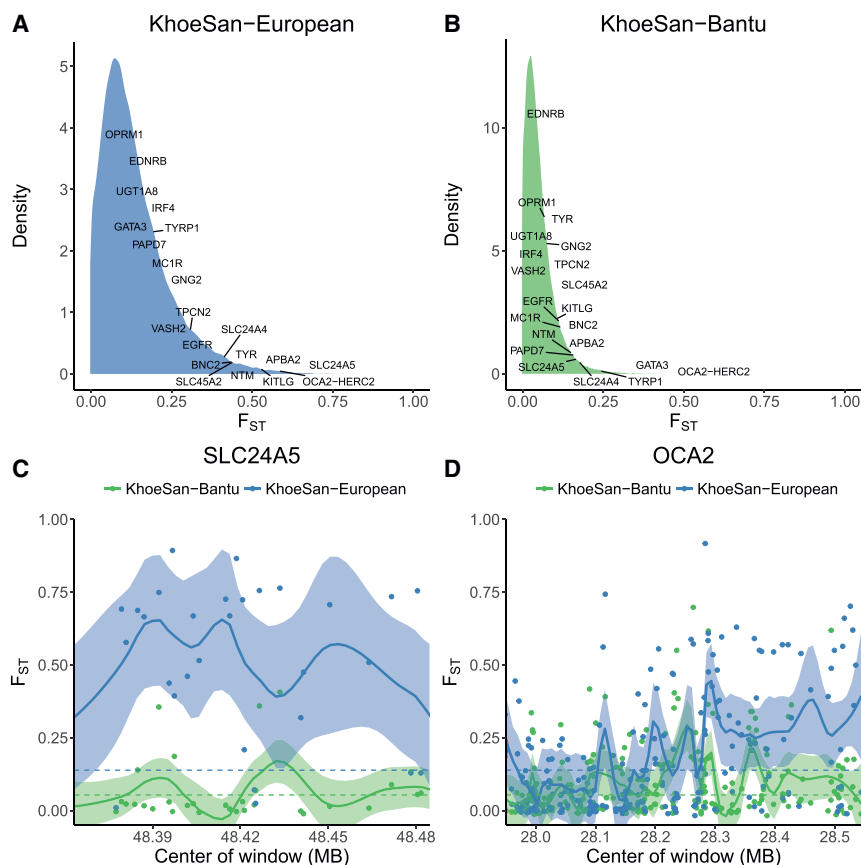 A
KhoeSan−European
5
4
3
2
1
0
Density
OPRM1
EDNRB
UGT1A8
IRF4
GATA3
TYRP1
PAPD7
MC1R
GNG2
TPCN2
VASH2
SLC24A4
EGFR
TYR
BNC2
APBA2
SLC24A5
SLC45A2
NTM
KITLG
OCA2−HERC2
0.00 0.25 0.50 0.75 1.00
FST
B
KhoeSan−Bantu
10
5
0
Density
EDNRB
OPRM1
TYR
UGT1A8
GNG2
IRF4
TPCN2
VASH2
SLC45A2
EGFR
KITLG
MC1R
BNC2
NTM
APBA2
PAPD7
SLC24A5
GATA3
OCA2−HERC2
SLC24A4
TYRP1
0.00 0.25 0.50 0.75 1.00
FST
C
SLC24A5
KhoeSan−Bantu KhoeSan−European
1.00
0.75
0.50
0.25
0.00
FST
48.39 48.42 48.45 48.48
Center of window (MB)
D
OCA2
KhoeSan−Bantu KhoeSan−European
1.00
0.75
0.50
0.25
0.00
FST
28.0 28.1 28.2 28.3 28.4 28.5
Center of window (MB)